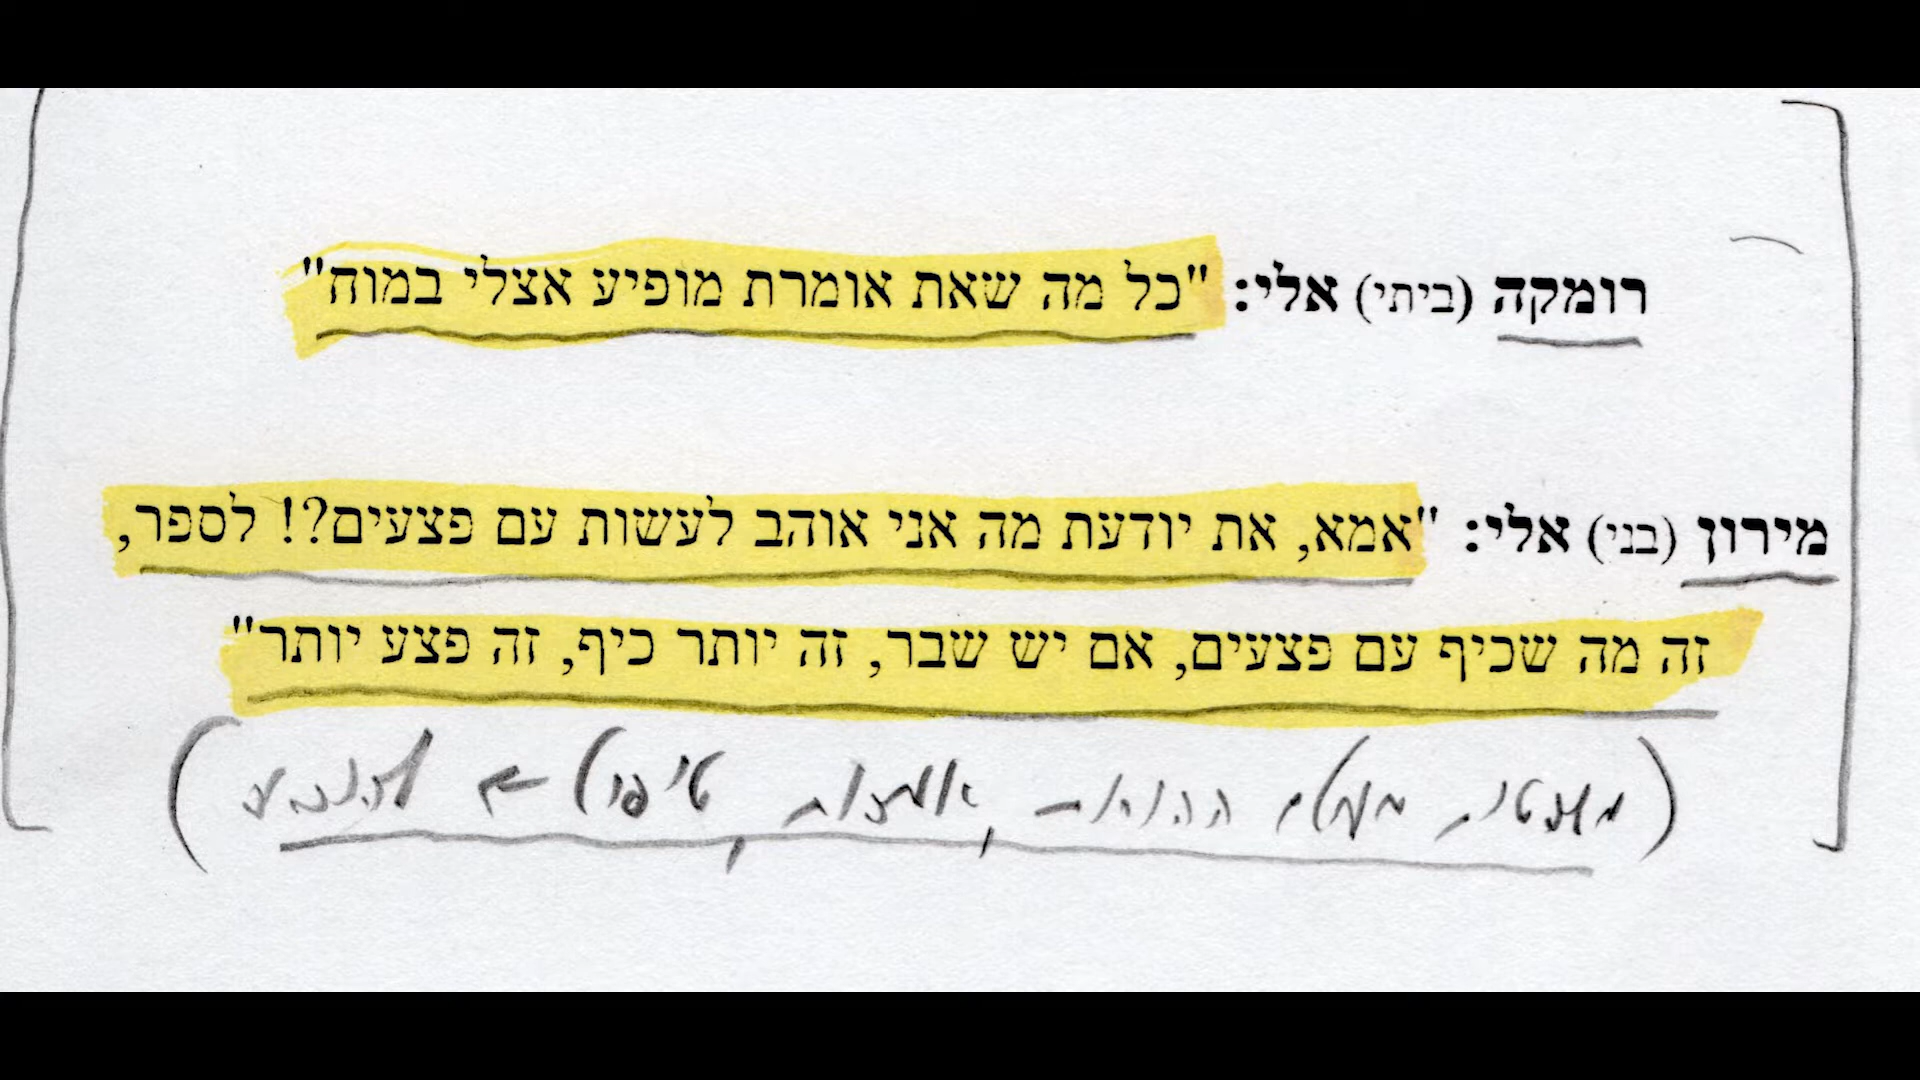 רומקה (ביתי) אלי: "כל מה שאת אומרת מופיע אצלי במוח"
מירון (בני) אלי: "אמא, את יודעת מה אני אוהב לעשות עם פצעים?! לספר,
זה מה שכיף עם פצעים, אם יש שבר, זה יותר כיף, זה פצע יותר"